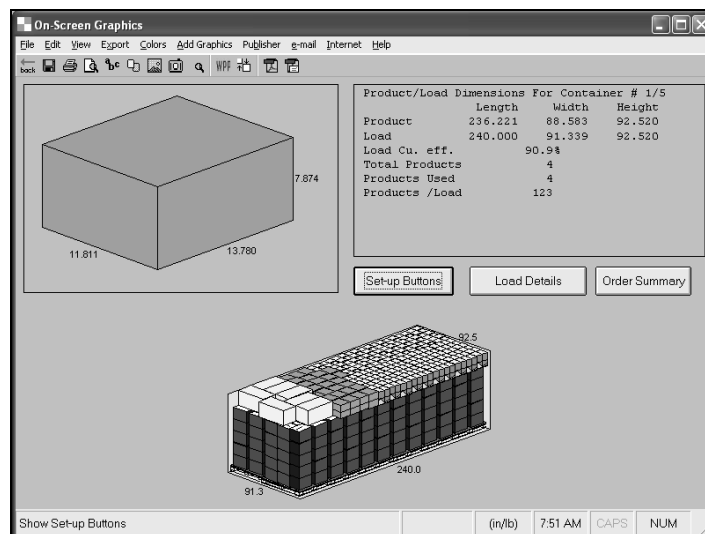 On-Screen Graphics
File Edit View Export Colors Add Graphics Publisher e-mail Internet Help
back abc WPF
Product/Load Dimensions For Container # 1/5
Length Width Height
Product 236.221 88.583 92.520
Load 240.000 91.339 92.520
Load Cu. eff. 90.9%
Total Products 4
Products Used 4
Products /Load 123
7.874
11.811
13.780
Set-up Buttons Load Details Order Summary
92.5
240.0
91.3
Show Set-up Buttons (in/lb) 7:51 AM CAPS NUM